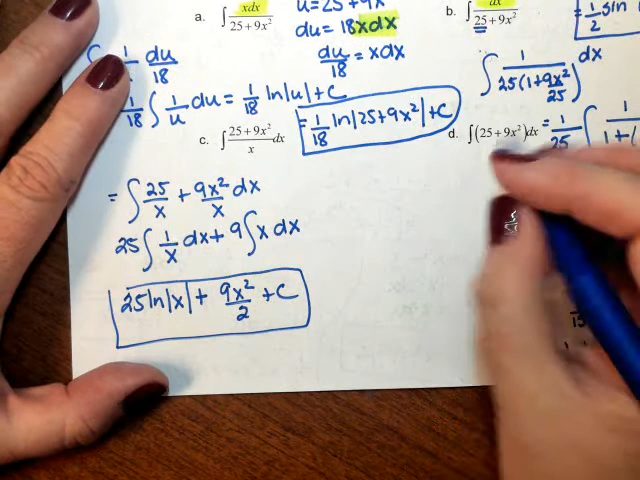 a. ∫ xdx / 25 + 9x²
u = 25 + 9x
du = 18xdx
du/18 = xdx
du/18
1/18 ∫ 1/u du = 1/18 ln|u| + C
= 1/18 ln|25+9x²| + C
b. ∫ dx / 25 + 9x²
= 1/2 sin
∫ 1 / 25(1+9x²/25) dx
= 1/25 ∫ 1 / 1+(
c. ∫ 25 + 9x² / x dx
= ∫ 25/x + 9x²/x dx
25 ∫ 1/x dx + 9 ∫ x dx
25 ln|x| + 9x²/2 + C
d. ∫(25 + 9x²)dx